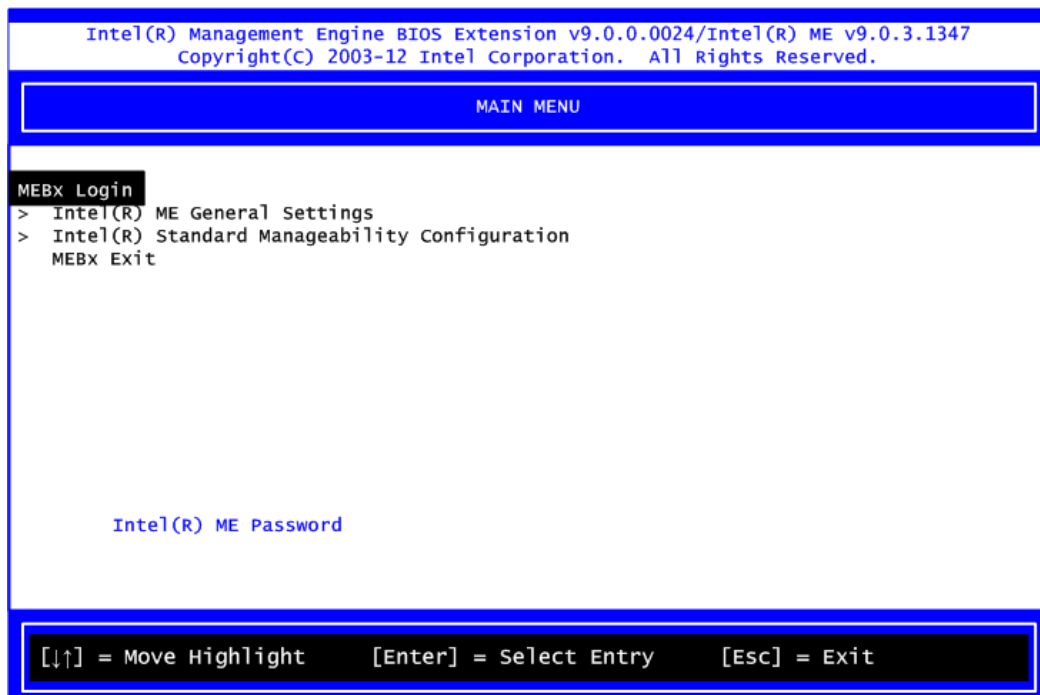 Intel(R) Management Engine BIOS Extension v9.0.0.0024/Intel(R) ME v9.0.3.1347
Copyright(C) 2003-12 Intel Corporation.  All Rights Reserved.
MAIN MENU
MEBx Login
>  Intel(R) ME General Settings
>  Intel(R) Standard Manageability Configuration
MEBx Exit
Intel(R) ME Password
[↓↑] = Move Highlight      [Enter] = Select Entry      [Esc] = Exit